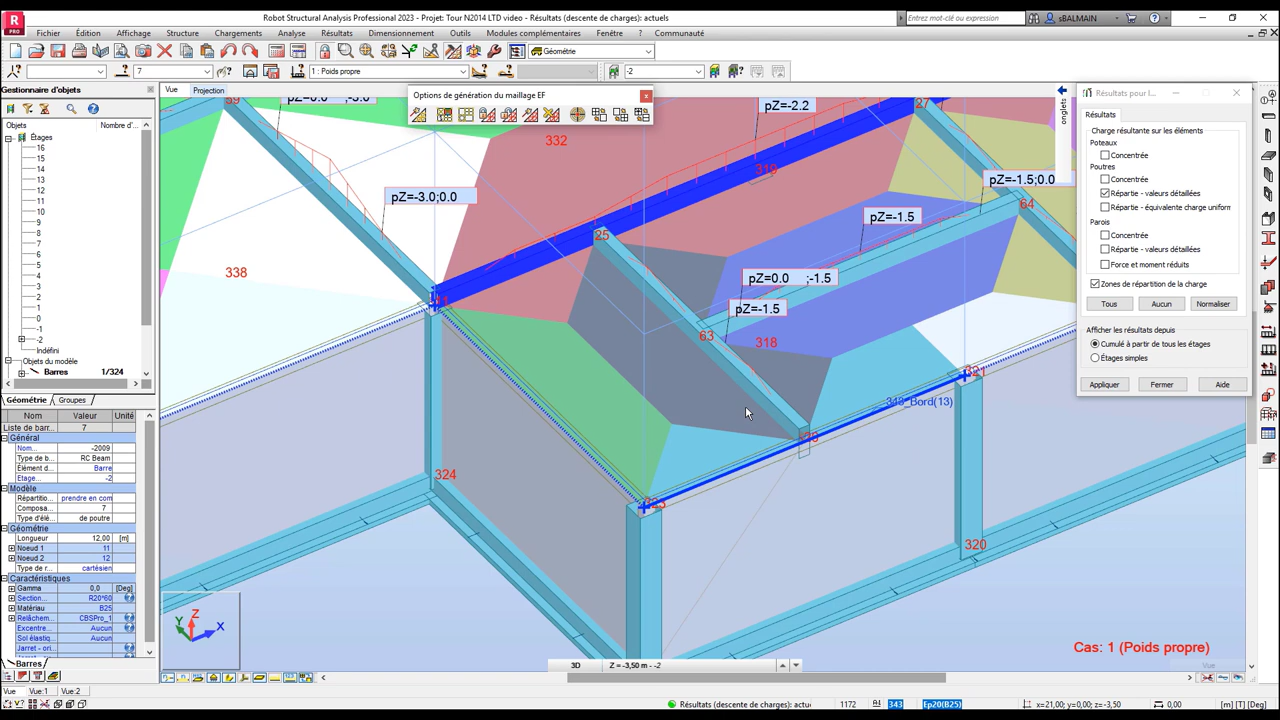 Robot Structural Analysis Professional 2023 - Projet: Tour N2014 LTD video - Résultats (descente de charges): actuels
Entrez mot-clé ou expression
sBALMAIN
R
PRO
Fichier Édition Affichage Structure Chargements Analyse Résultats Dimensionnement Outils Modules complémentaires Fenêtre ? Communauté
Géométrie
7
1 : Poids propre
-2
Gestionnaire d'objets
Objets
Nombre d'...
Étages
16
15
14
13
12
11
10
9
8
7
6
5
4
3
2
1
0
-1
-2
Indéfini
Objets du modèle
Barres 1/324
Géométrie Groupes
Nom Valeur Unité
Liste de bar... 7
Général
Nom... -2009
Type de b... RC Beam
Élément d... Barre
Etage... -2
Modèle
Répartitio... prendre en com
Composa... 7
Type d'élé... de poutre
Géométrie
Longueur 12,00 [m]
Noeud 1 11
Noeud 2 12
Type de r... cartésien
Caractéristiques
Gamma 0,0 [Deg]
Section... R20*60
Matériau B25
Relâchem... CBSPro_1
Excentre... Aucun
Sol élastiq... Aucun
Jarret - ori...
Barres
Vue Vue:1 Vue:2
Vue Projection
Options de génération du maillage EF
59
pZ=-2.2
27
332
319
pZ=-3.0;0.0
pZ=-1.5;0.0
64
pZ=-1.5
25
338
pZ=0.0 ;-1.5
pZ=-1.5
63
318
321
343_Bord(13)
324
320
Z
Y
X
Cas: 1 (Poids propre)
3D
Z = -3,50 m - -2
Vue
onglets
Résultats pour l...
Résultats
Charge résultante sur les éléments
Poteaux
Concentrée
Poutres
Concentrée
Répartie - valeurs détaillées
Répartie - équivalente charge uniform
Parois
Concentrée
Répartie - valeurs détaillées
Force et moment réduits
Zones de répartition de la charge
Tous Aucun Normaliser
Afficher les résultats depuis
Cumulé à partir de tous les étages
Étages simples
Appliquer Fermer Aide
Résultats (descente de charges): actue
1172
343
Ep20(B25)
x=21,00; y=0,00; z=-3,50
0,00
[m] [T] [Deg]